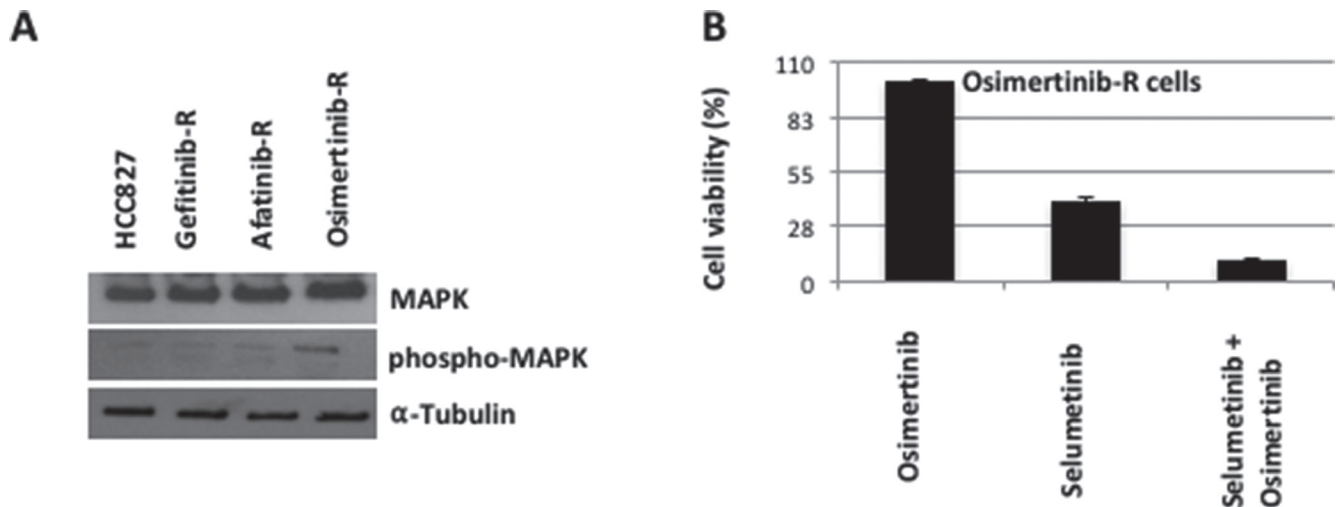 A
HCC827
Gefitinib-R
Afatinib-R
Osimertinib-R
MAPK
phospho-MAPK
α-Tubulin
B
Cell viability (%)
110
83
55
28
0
Osimertinib-R cells
Osimertinib
Selumetinib
Selumetinib +
Osimertinib